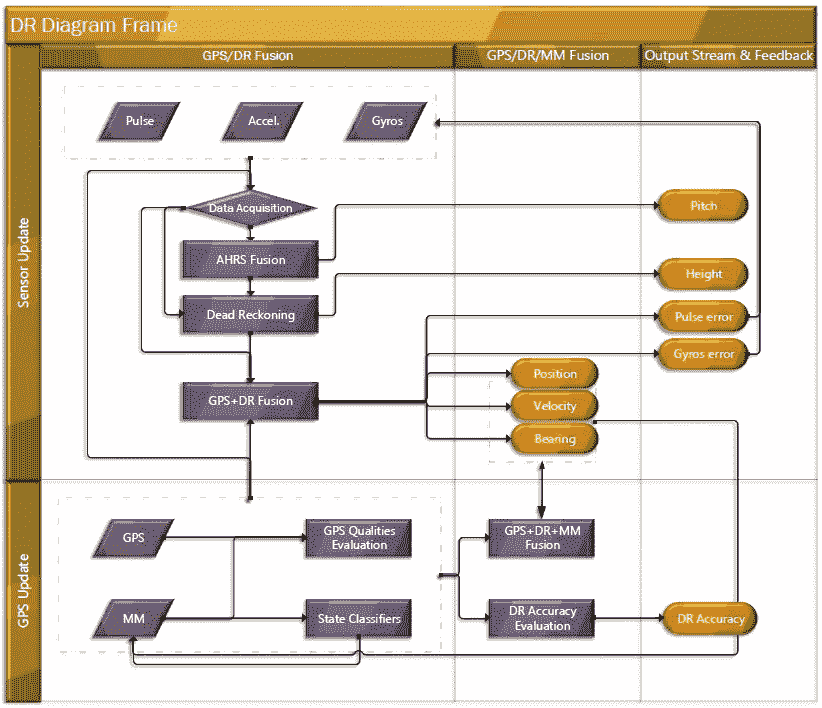 DR Diagram Frame
GPS/DR Fusion
GPS/DR/MM Fusion
Output Stream & Feedback
Sensor Update
Pulse
Accel.
Gyros
Data Acquisition
Pitch
AHRS Fusion
Height
Dead Reckoning
Pulse error
Gyros error
Position
GPS+DR Fusion
Velocity
Bearing
GPS Update
GPS
GPS Qualities
Evaluation
GPS+DR+MM
Fusion
MM
State Classifiers
DR Accuracy
Evaluation
DR Accuracy